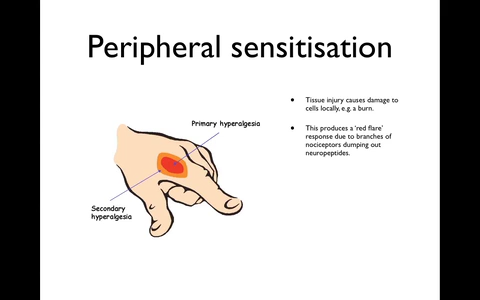 Peripheral sensitisation
Primary hyperalgesia
Secondary
hyperalgesia
• Tissue injury causes damage to
cells locally, e.g. a burn.
• This produces a ‘red flare’
response due to branches of
nociceptors dumping out
neuropeptides.